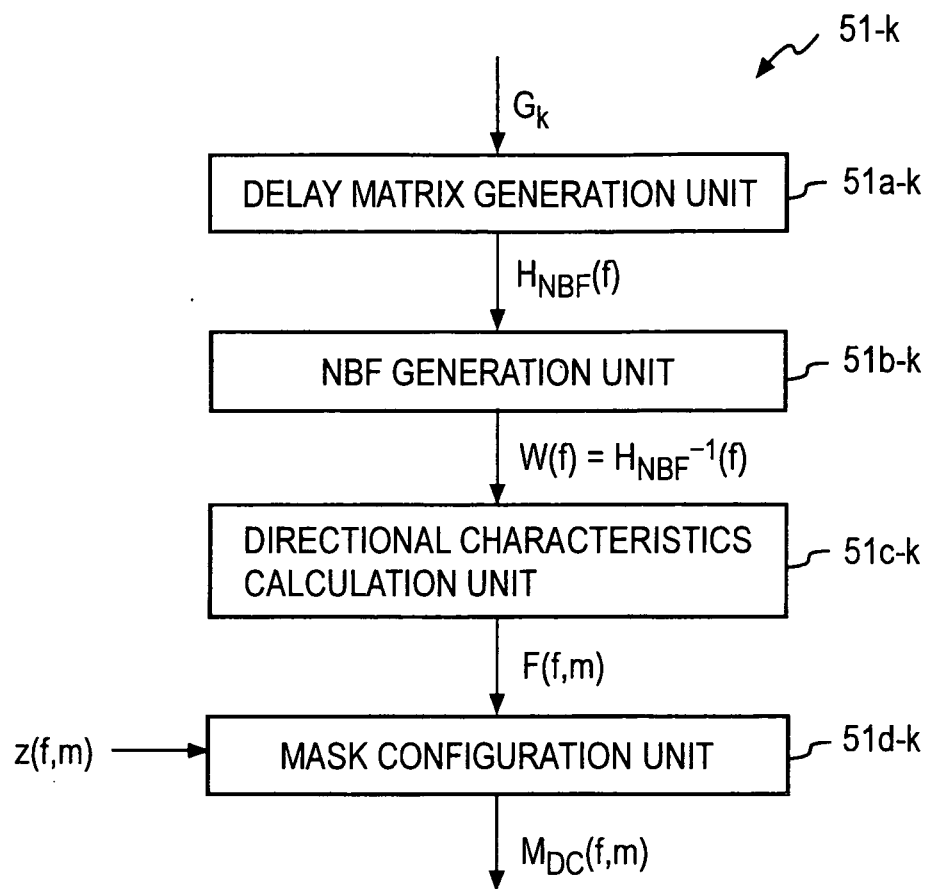 51-k
G_k
DELAY MATRIX GENERATION UNIT
51a-k
H_NBF(f)
NBF GENERATION UNIT
51b-k
W(f) = H_NBF^-1(f)
DIRECTIONAL CHARACTERISTICS
CALCULATION UNIT
51c-k
F(f,m)
z(f,m)
MASK CONFIGURATION UNIT
51d-k
M_DC(f,m)